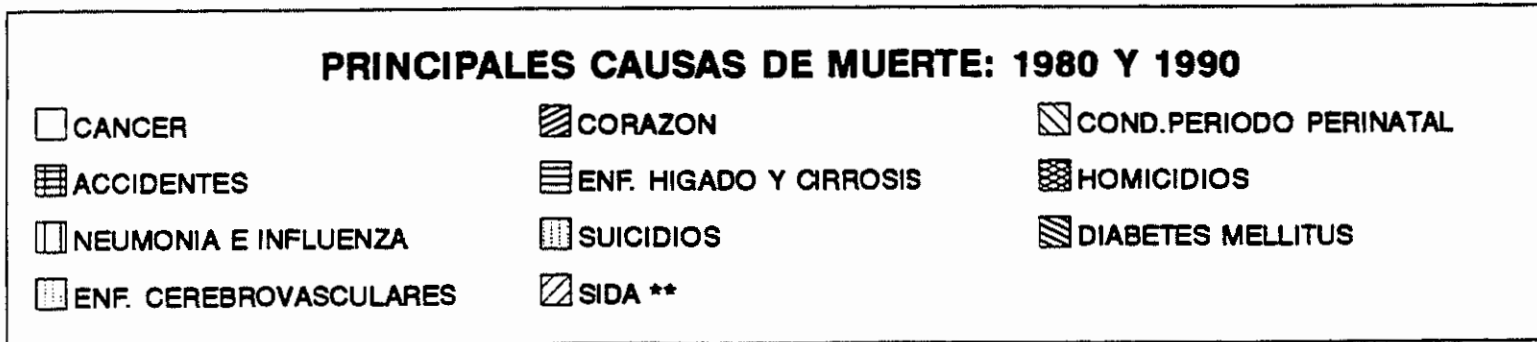 PRINCIPALES CAUSAS DE MUERTE: 1980 Y 1990
CANCER CORAZON COND.PERIODO PERINATAL
ACCIDENTES ENF. HIGADO Y CIRROSIS HOMICIDIOS
NEUMONIA E INFLUENZA SUICIDIOS DIABETES MELLITUS
ENF. CEREBROVASCULARES SIDA **